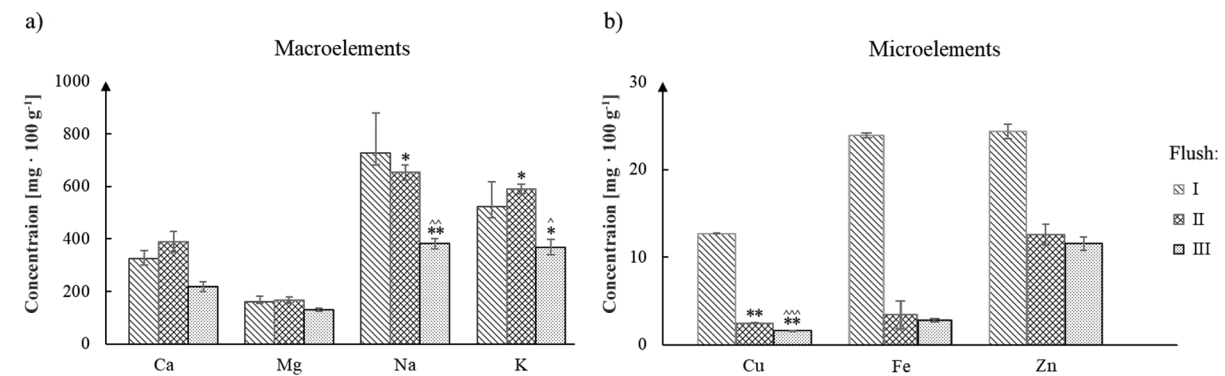 a)
Macroelements
Concentraion [mg · 100 g⁻¹]
1000
800
600
400
200
0
*
^^
**
*
^
*
Ca Mg Na K
b)
Microelements
Concentraion [mg · 100 g⁻¹]
30
20
10
0
**
^^^
**
Cu Fe Zn
Flush:
I
II
III